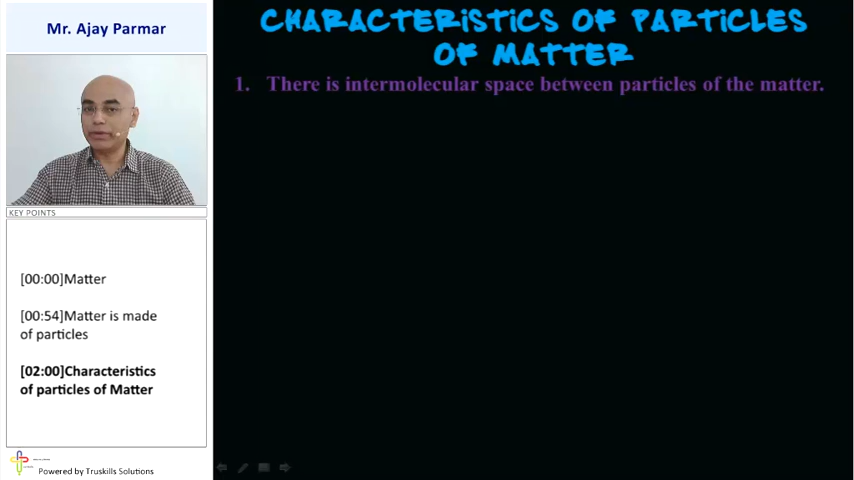 Mr. Ajay Parmar
CHARACTERISTICS OF PARTICLES
OF MATTER
1. There is intermolecular space between particles of the matter.
KEY POINTS
[00:00]Matter
[00:54]Matter is made
of particles
[02:00]Characteristics
of particles of Matter
Powered by Truskills Solutions